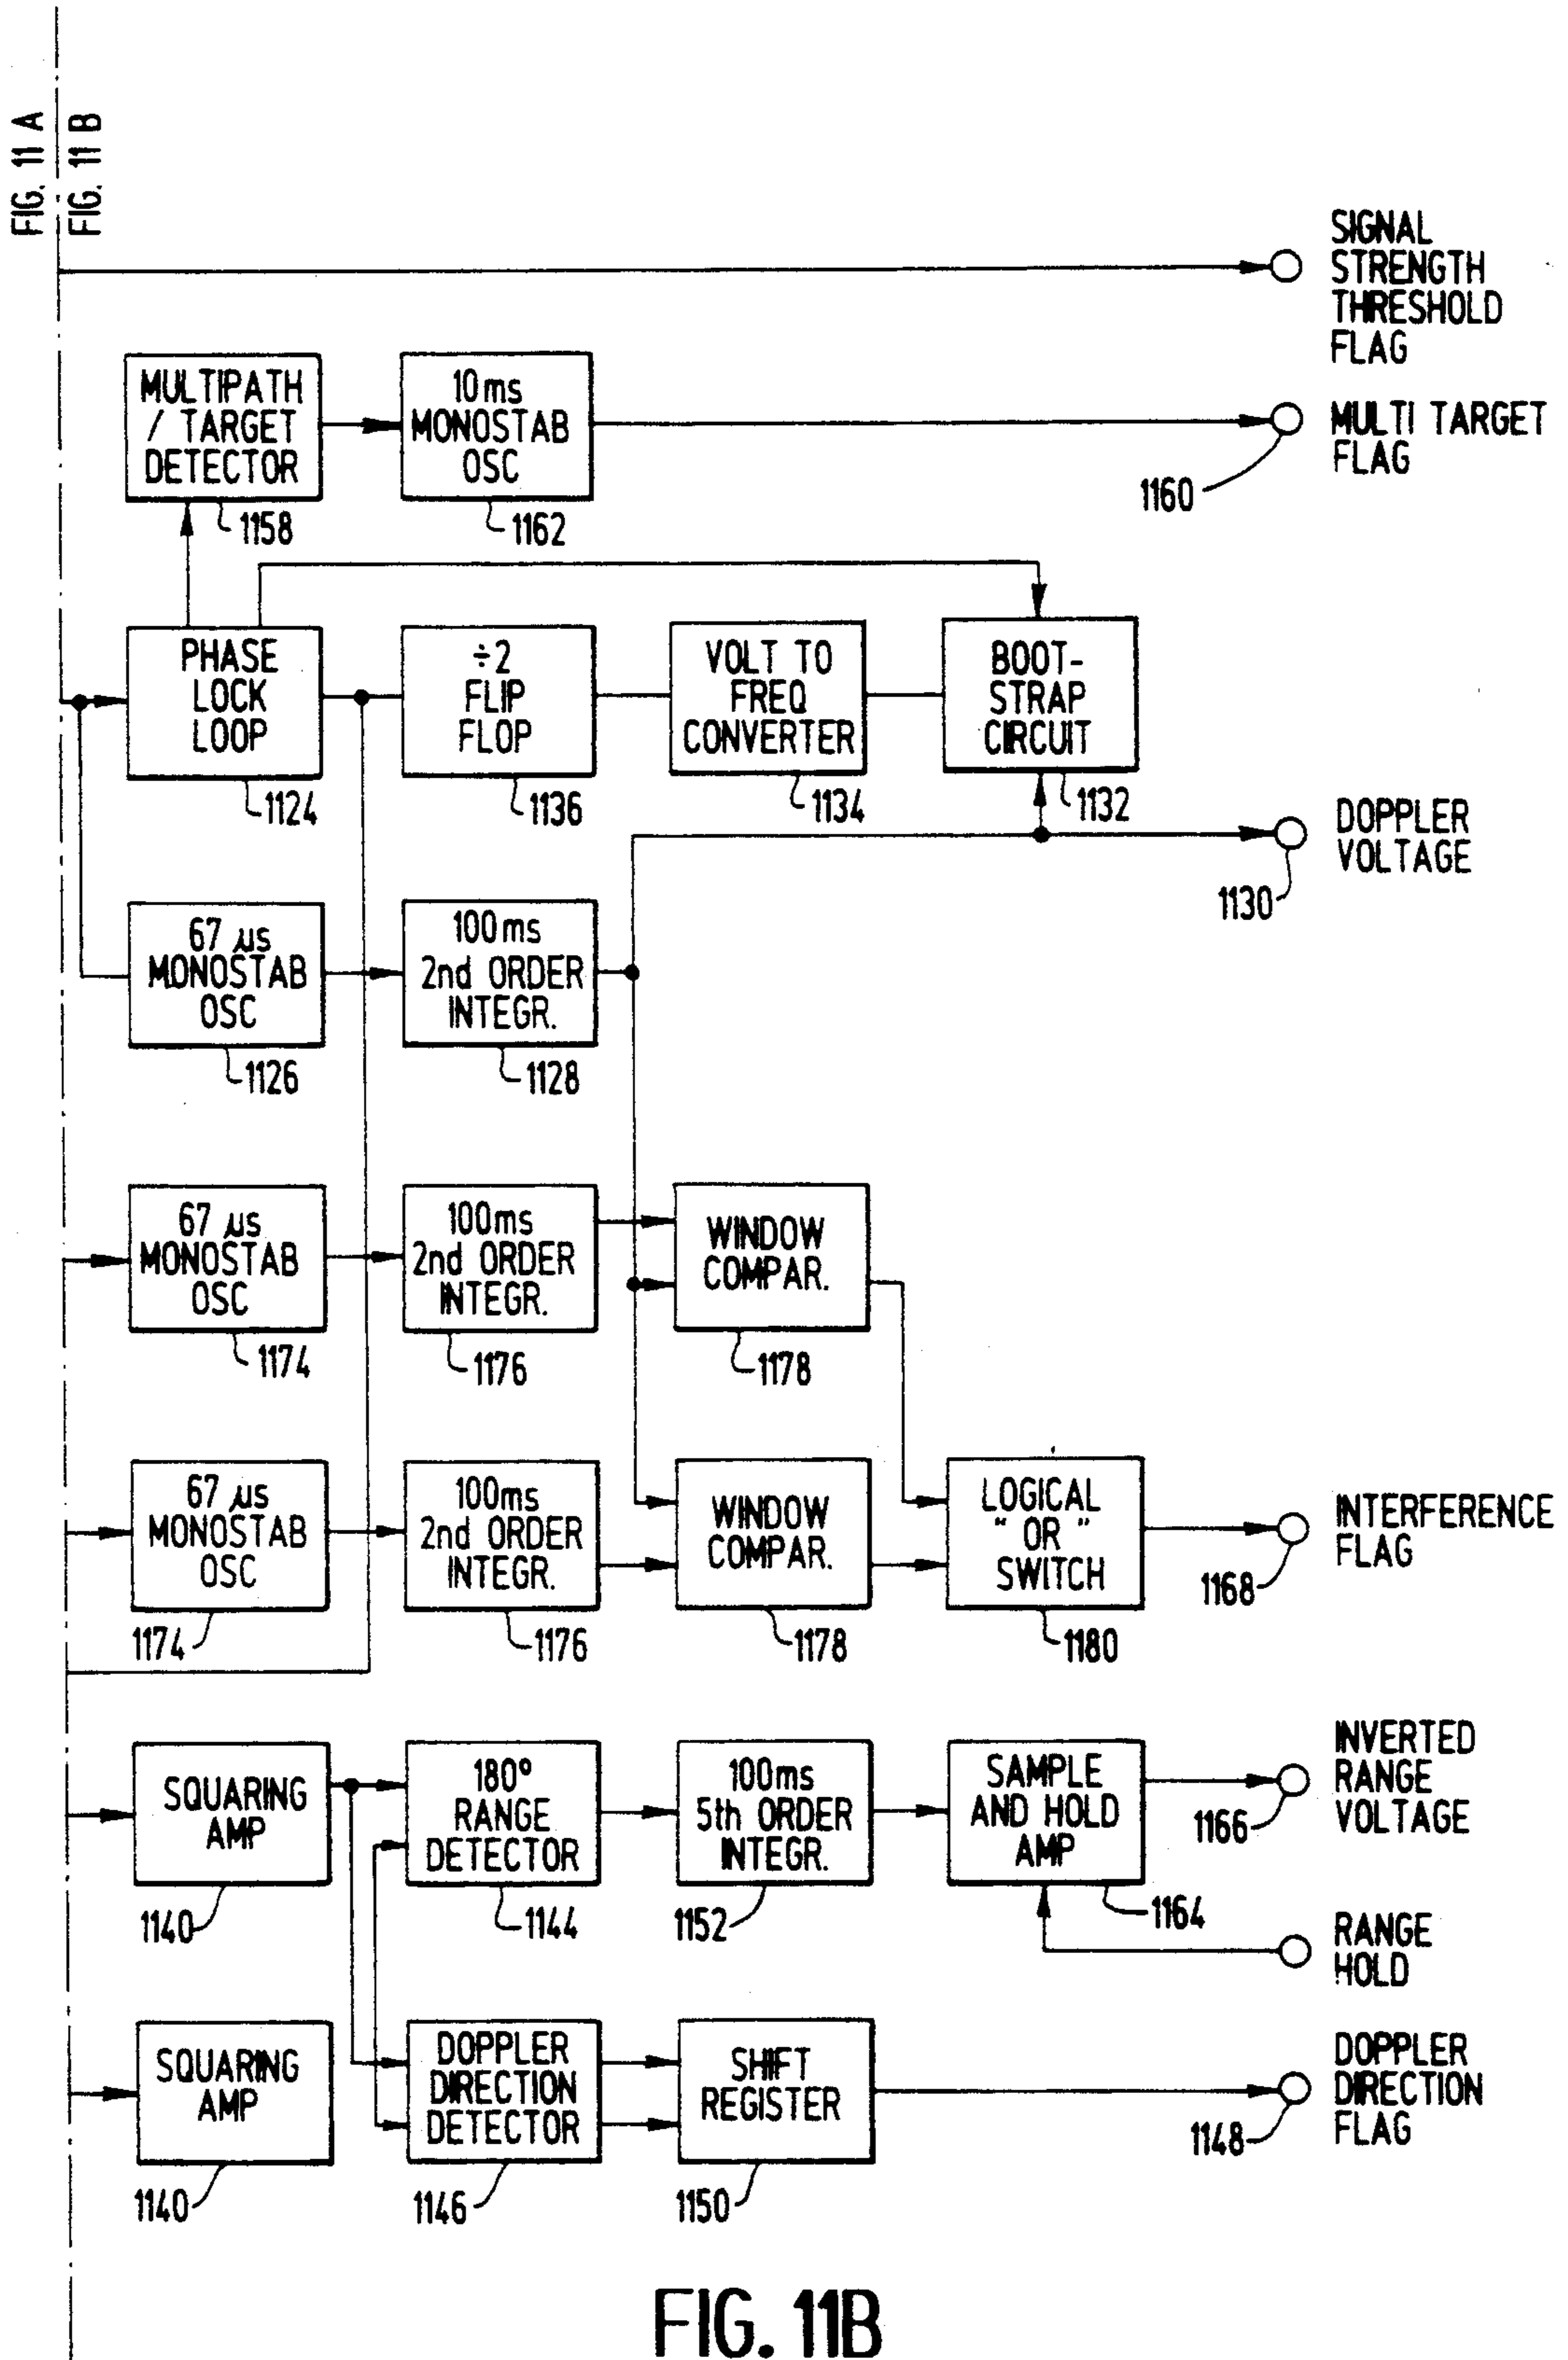 FIG. 11 A
FIG. 11 B
SIGNAL
STRENGTH
THRESHOLD
FLAG
MULTIPATH
/ TARGET
DETECTOR
1158
10ms
MONOSTAB
OSC
1162
MULTI TARGET
FLAG
1160
PHASE
LOCK
LOOP
1124
÷2
FLIP
FLOP
1136
VOLT TO
FREQ
CONVERTER
1134
BOOT-
STRAP
CIRCUIT
1132
DOPPLER
VOLTAGE
1130
67 µs
MONOSTAB
OSC
1126
100ms
2nd ORDER
INTEGR.
1128
67 µs
MONOSTAB
OSC
1174
100ms
2nd ORDER
INTEGR.
1176
WINDOW
COMPAR.
1178
67 µs
MONOSTAB
OSC
1174
100ms
2nd ORDER
INTEGR.
1176
WINDOW
COMPAR.
1178
LOGICAL
" OR "
SWITCH
1180
INTERFERENCE
FLAG
1168
SQUARING
AMP
1140
180°
RANGE
DETECTOR
1144
100ms
5th ORDER
INTEGR.
1152
SAMPLE
AND HOLD
AMP
1164
INVERTED
RANGE
VOLTAGE
1166
RANGE
HOLD
SQUARING
AMP
1140
DOPPLER
DIRECTION
DETECTOR
1146
SHIFT
REGISTER
1150
DOPPLER
DIRECTION
FLAG
1148
FIG. 11B